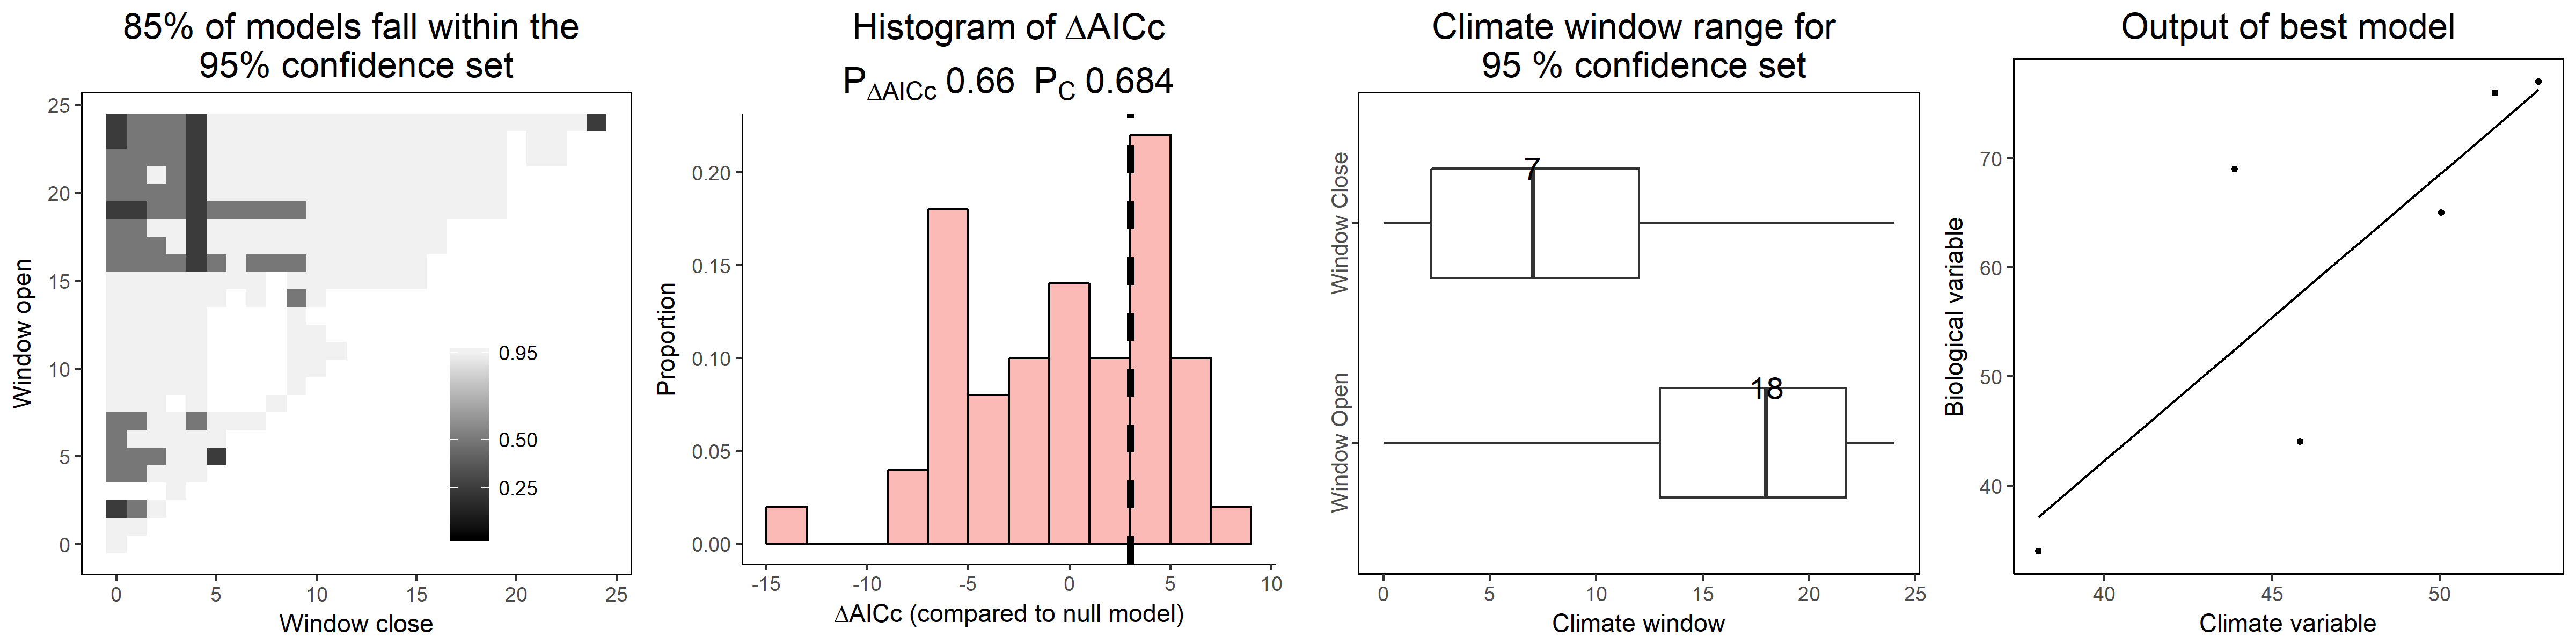 85% of models fall within the
95% confidence set
25
20
15
10
5
0
Window open
0.95
0.50
0.25
0 5 10 15 20 25
Window close
Histogram of ΔAICc
PΔAICc 0.66 PC 0.684
0.20
0.15
0.10
0.05
0.00
Proportion
-15 -10 -5 0 5 10
ΔAICc (compared to null model)
Climate window range for
95 % confidence set
Window Close
7
Window Open
18
0 5 10 15 20 25
Climate window
Output of best model
70
60
50
40
Biological variable
40 45 50
Climate variable